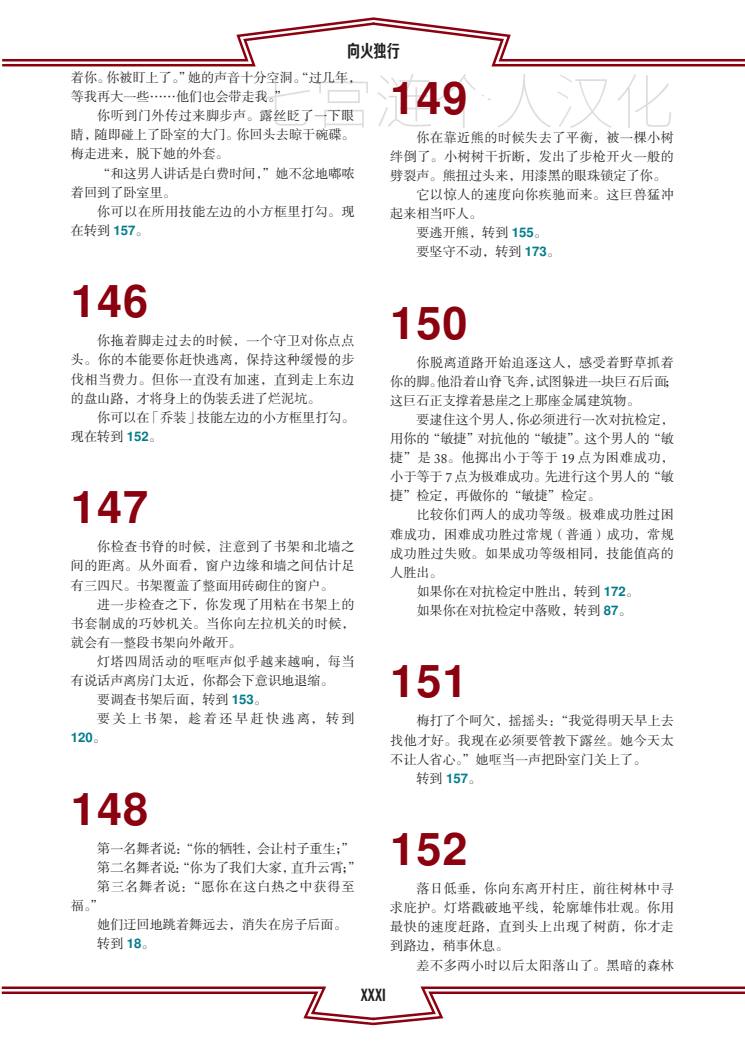 向火独行
七宫涟个人汉化
着你。你被盯上了。”她的声音十分空洞。“过几年，
等我再大一些……他们也会带走我。”
你听到门外传过来脚步声。露丝眨了一下眼
睛，随即碰上了卧室的大门。你回头去晾干碗碟。
梅走进来，脱下她的外套。
“和这男人讲话是白费时间，”她不忿地嘟哝
着回到了卧室里。
你可以在所用技能左边的小方框里打勾。现
在转到 157。
146
你拖着脚走过去的时候，一个守卫对你点点
头。你的本能要你赶快逃离，保持这种缓慢的步
伐相当费力。但你一直没有加速，直到走上东边
的盘山路，才将身上的伪装丢进了烂泥坑。
你可以在「乔装」技能左边的小方框里打勾。
现在转到 152。
147
你检查书脊的时候，注意到了书架和北墙之
间的距离。从外面看，窗户边缘和墙之间估计足
有三四尺。书架覆盖了整面用砖砌住的窗户。
进一步检查之下，你发现了用粘在书架上的
书套制成的巧妙机关。当你向左拉机关的时候，
就会有一整段书架向外敞开。
灯塔四周活动的哐哐声似乎越来越响，每当
有说话声离房门太近，你都会下意识地退缩。
要调查书架后面，转到 153。
要关上书架，趁着还早赶快逃离，转到
120。
148
第一名舞者说：“你的牺牲，会让村子重生；”
第二名舞者说：“你为了我们大家，直升云霄；”
第三名舞者说：“愿你在这白热之中获得至
福。”
她们迂回地跳着舞远去，消失在房子后面。
转到 18。
149
你在靠近熊的时候失去了平衡，被一棵小树
绊倒了。小树树干折断，发出了步枪开火一般的
劈裂声。熊扭过头来，用漆黑的眼珠锁定了你。
它以惊人的速度向你疾驰而来。这巨兽猛冲
起来相当吓人。
要逃开熊，转到 155。
要坚守不动，转到 173。
150
你脱离道路开始追逐这人，感受着野草抓着
你的脚。他沿着山脊飞奔，试图躲进一块巨石后面；
这巨石正支撑着悬崖之上那座金属建筑物。
要逮住这个男人，你必须进行一次对抗检定，
用你的“敏捷”对抗他的“敏捷”。这个男人的“敏
捷”是 38。他掷出小于等于 19 点为困难成功，
小于等于 7 点为极难成功。先进行这个男人的“敏
捷”检定，再做你的“敏捷”检定。
比较你们两人的成功等级。极难成功胜过困
难成功，困难成功胜过常规（普通）成功，常规
成功胜过失败。如果成功等级相同，技能值高的
人胜出。
如果你在对抗检定中胜出，转到 172。
如果你在对抗检定中落败，转到 87。
151
梅打了个呵欠，摇摇头：“我觉得明天早上去
找他才好。我现在必须要管教下露丝。她今天太
不让人省心。”她哐当一声把卧室门关上了。
转到 157。
152
落日低垂，你向东离开村庄，前往树林中寻
求庇护。灯塔戳破地平线，轮廓雄伟壮观。你用
最快的速度赶路，直到头上出现了树荫，你才走
到路边，稍事休息。
差不多两小时以后太阳落山了。黑暗的森林
XXXI